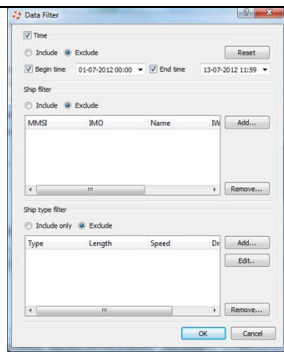 Data Filter
Time
Include Exclude Reset
Begin time 01-07-2012 00:00 End time 13-07-2012 11:59
Ship filter
Include Exclude
MMSI IMO Name IW Add...
Remove...
Ship type filter
Include only Exclude
Type Length Speed Dr Add...
Edit..
Remove...
OK Cancel